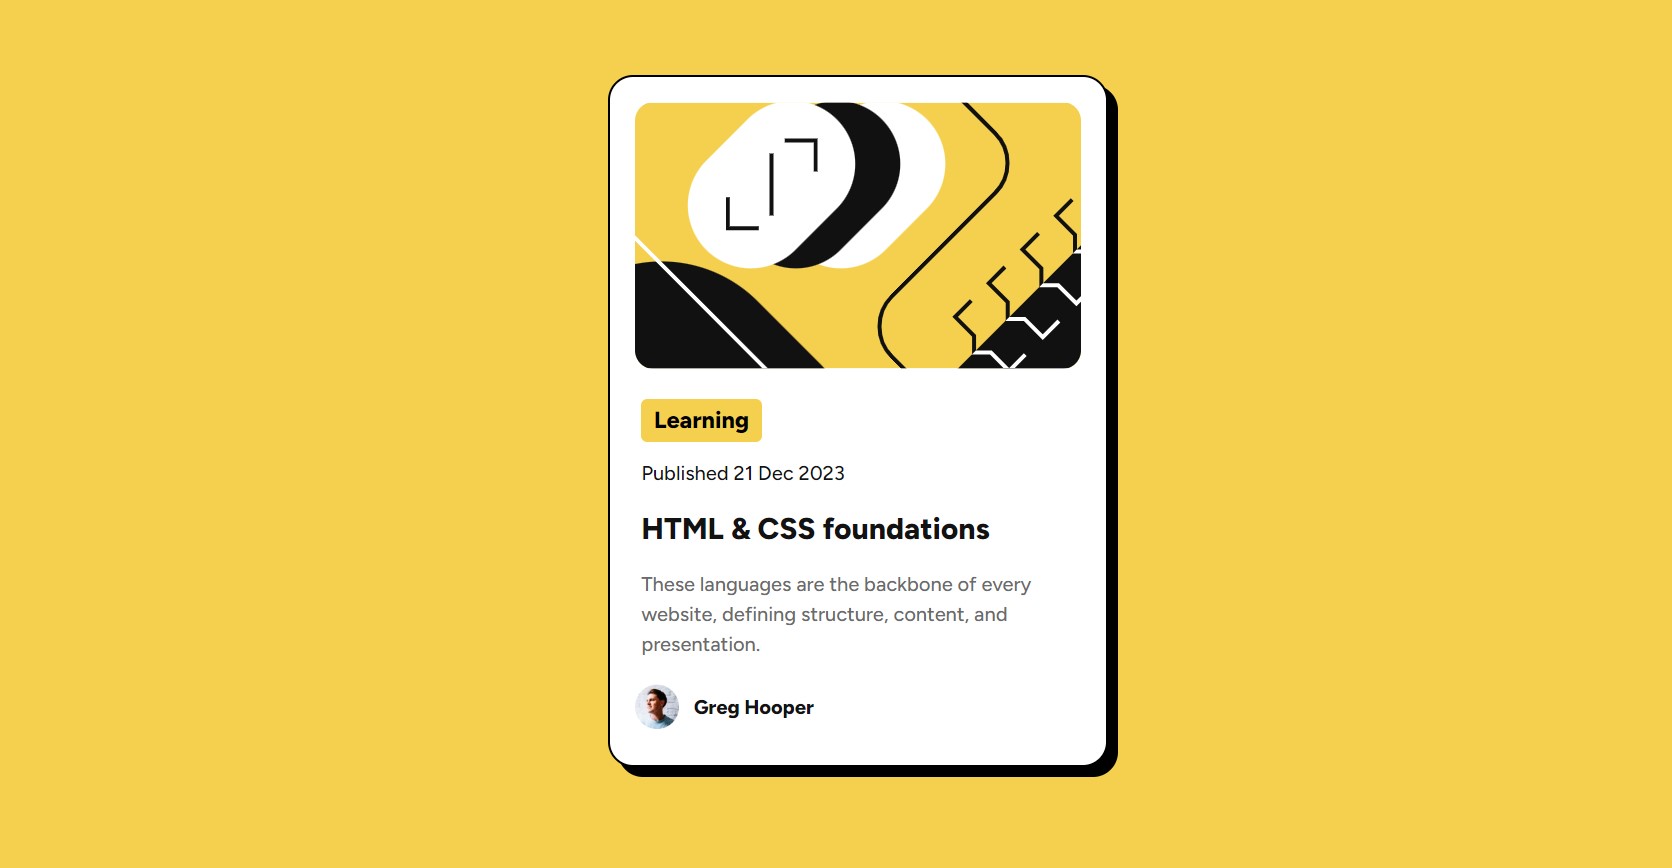 Learning
Published 21 Dec 2023
HTML & CSS foundations
These languages are the backbone of every
website, defining structure, content, and
presentation.
Greg Hooper